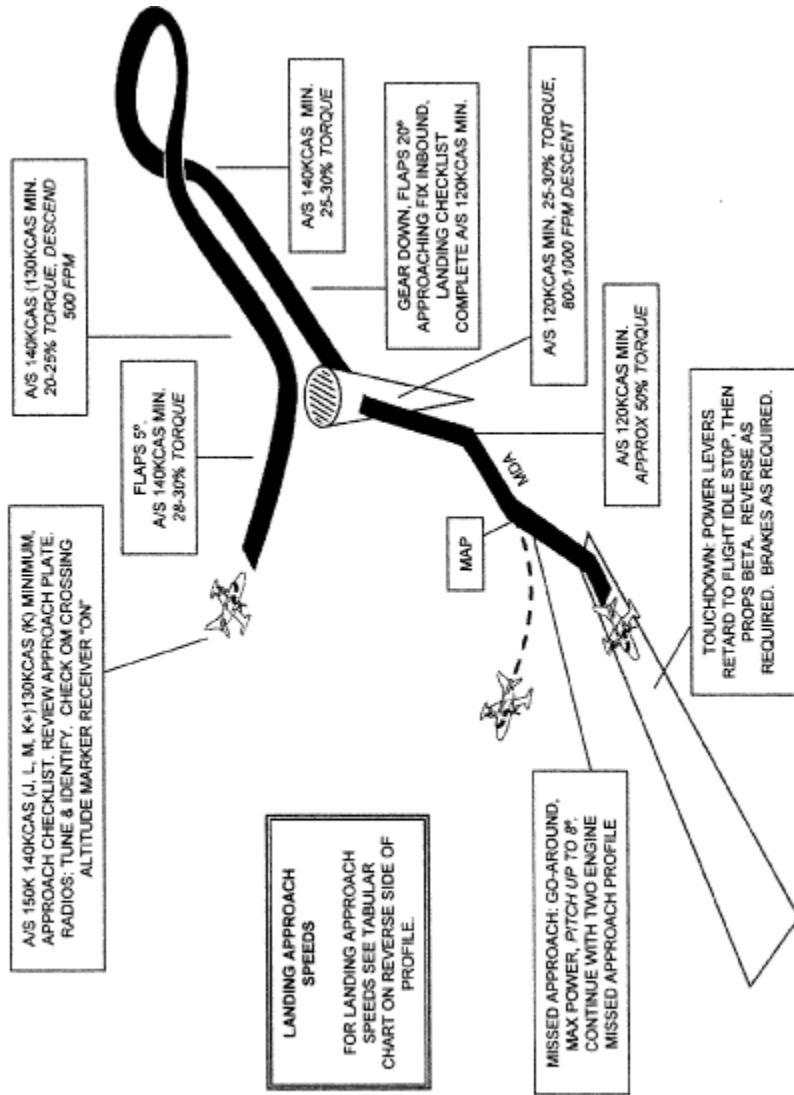 A/S 150K 140KCAS (J, L, M, K+)130KCAS (K) MINIMUM,
APPROACH CHECKLIST. REVIEW APPROACH PLATE.
RADIOS: TUNE & IDENTIFY. CHECK OM CROSSING
ALTITUDE MARKER RECEIVER "ON"
FLAPS 5°.
A/S 140KCAS MIN.
28-30% TORQUE
A/S 140KCAS (130KCAS MIN.
20-25% TORQUE, DESCEND
500 FPM
A/S 140KCAS MIN.
25-30% TORQUE
GEAR DOWN, FLAPS 20°
APPROACHING FIX INBOUND,
LANDING CHECKLIST
COMPLETE A/S 120KCAS MIN.
A/S 120KCAS MIN, 25-30% TORQUE,
800-1000 FPM DESCENT
A/S 120KCAS MIN.
APPROX 50% TORQUE
MDA
MAP
LANDING APPROACH
SPEEDS
FOR LANDING APPROACH
SPEEDS SEE TABULAR
CHART ON REVERSE SIDE OF
PROFILE.
MISSED APPROACH: GO-AROUND,
MAX POWER, PITCH UP TO 8°.
CONTINUE WITH TWO ENGINE
MISSED APPROACH PROFILE
TOUCHDOWN: POWER LEVERS
RETARD TO FLIGHT IDLE STOP, THEN
PROPS BETA. REVERSE AS
REQUIRED. BRAKES AS REQUIRED.